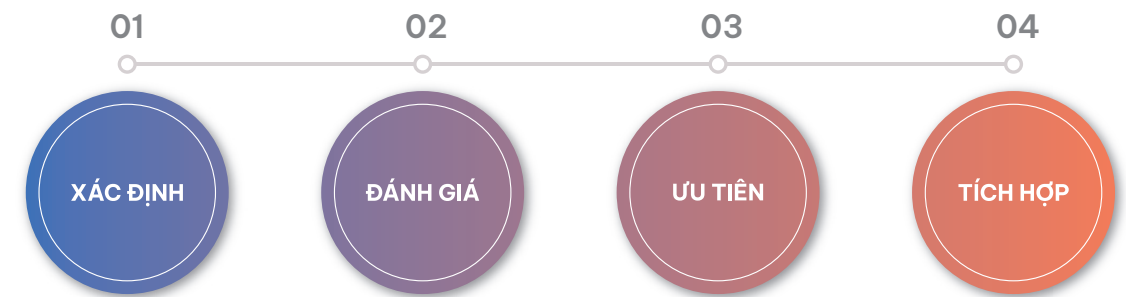 01
02
03
04
XÁC ĐỊNH
ĐÁNH GIÁ
ƯU TIÊN
TÍCH HỢP